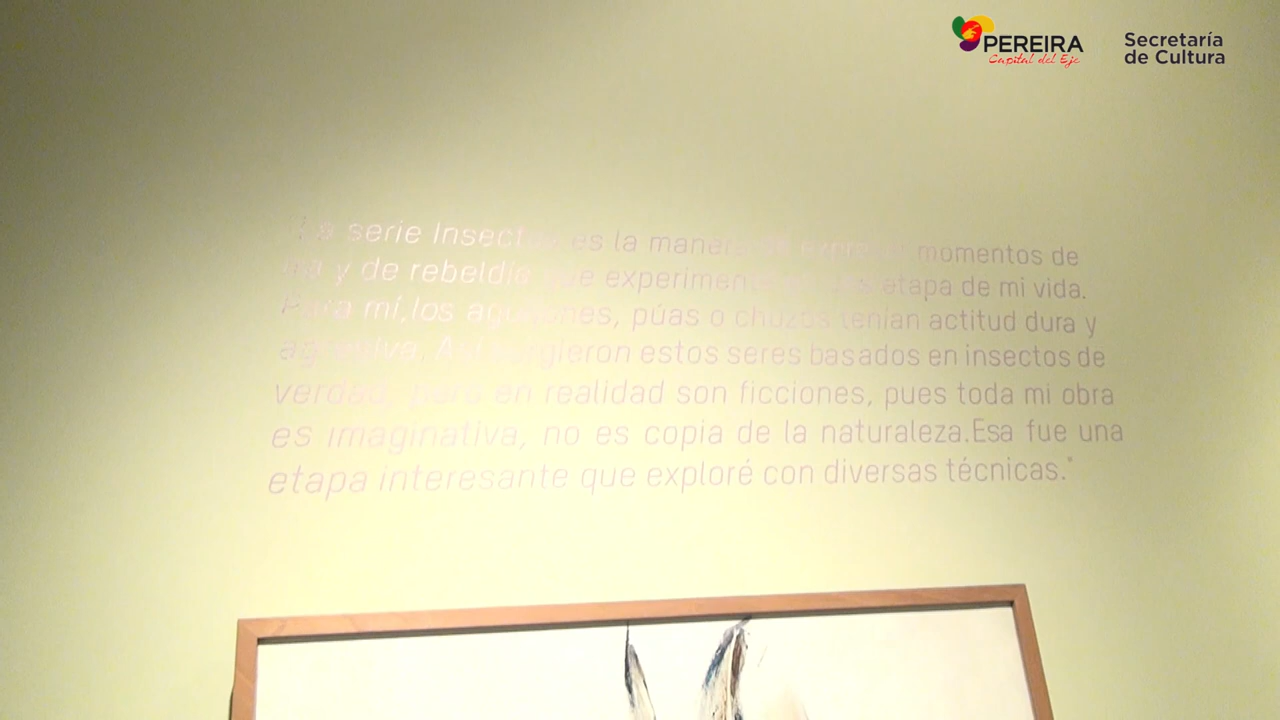 PEREIRA
Capital del Eje
Secretaría
de Cultura
"La serie Insectos es la manera de expresar momentos de
ira y de rebeldía que experimenté en esa etapa de mi vida.
Para mí,los aguijones, púas o chuzos tenían actitud dura y
agresiva. Así surgieron estos seres basados en insectos de
verdad, pero en realidad son ficciones, pues toda mi obra
es imaginativa, no es copia de la naturaleza.Esa fue una
etapa interesante que exploré con diversas técnicas."